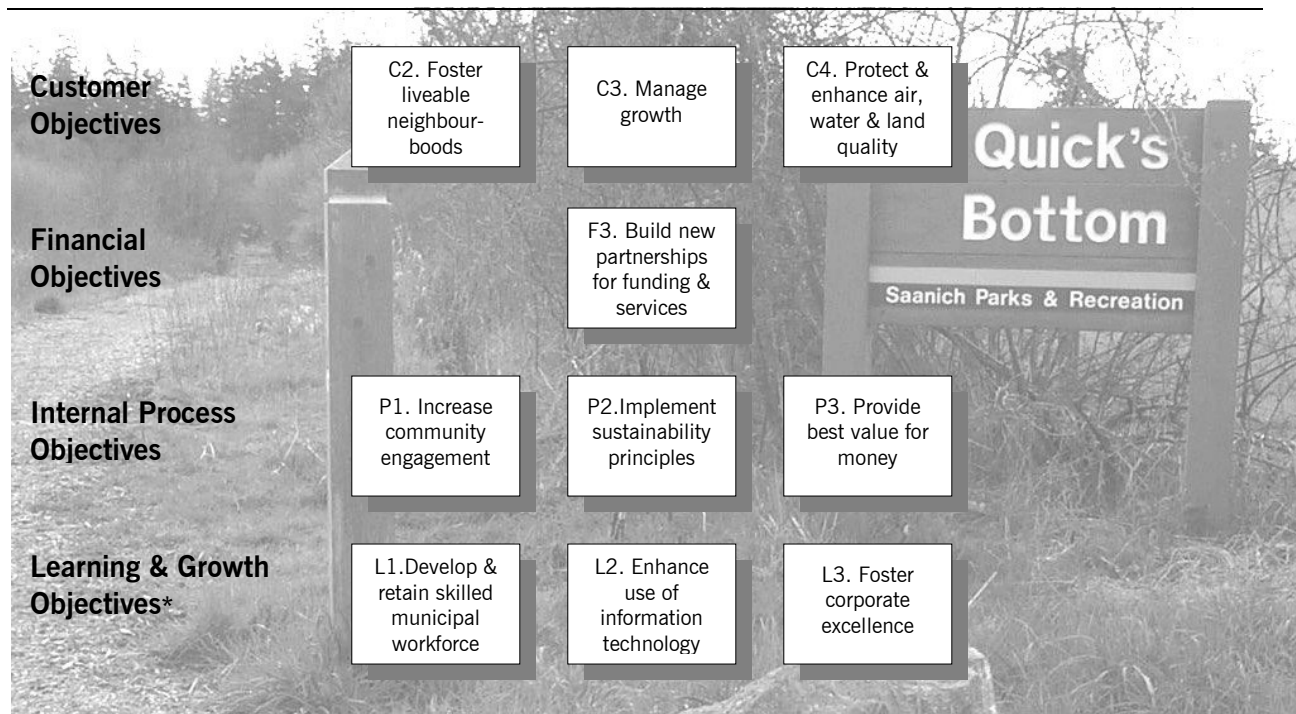 Customer
Objectives
C2. Foster
liveable
neighbour-
boods
C3. Manage
growth
C4. Protect &
enhance air,
water & land
quality
Quick's
Bottom
Saanich Parks & Recreation
Financial
Objectives
F3. Build new
partnerships
for funding &
services
Internal Process
Objectives
P1. Increase
community
engagement
P2.Implement
sustainability
principles
P3. Provide
best value for
money
Learning & Growth
Objectives*
L1.Develop &
retain skilled
municipal
workforce
L2. Enhance
use of
information
technology
L3. Foster
corporate
excellence